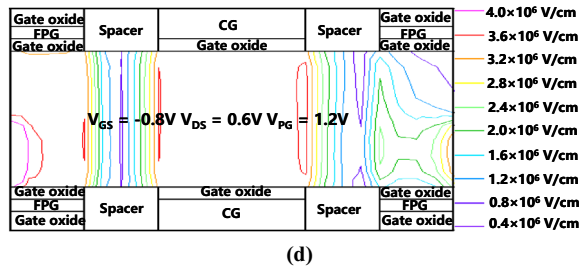 Gate oxide
FPG
Gate oxide
Spacer
CG
Gate oxide
Spacer
Gate oxide
FPG
Gate oxide
V_GS = -0.8V V_DS = 0.6V V_PG = 1.2V
Gate oxide
FPG
Gate oxide
Spacer
Gate oxide
CG
Spacer
Gate oxide
FPG
Gate oxide
4.0×10⁶ V/cm
3.6×10⁶ V/cm
3.2×10⁶ V/cm
2.8×10⁶ V/cm
2.4×10⁶ V/cm
2.0×10⁶ V/cm
1.6×10⁶ V/cm
1.2×10⁶ V/cm
0.8×10⁶ V/cm
0.4×10⁶ V/cm
(d)